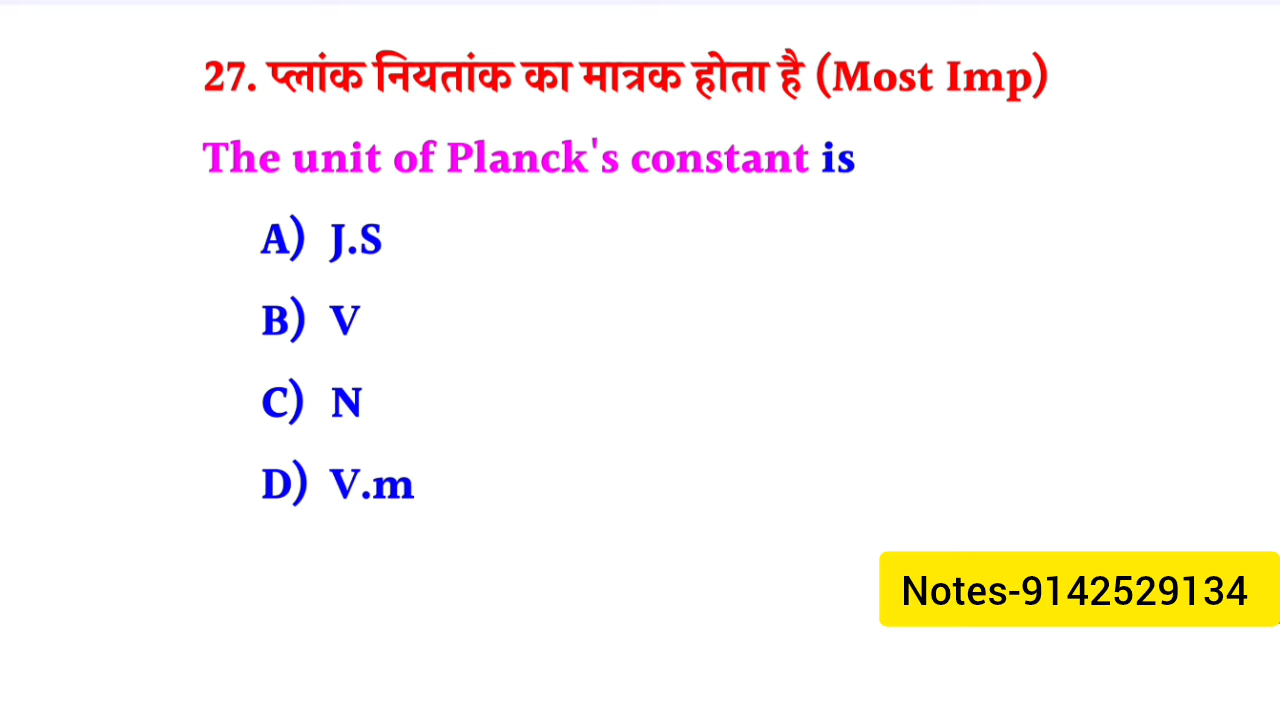 27. प्लांक नियतांक का मात्रक होता है (Most Imp)
The unit of Planck's constant is
A) J.S
B) V
C) N
D) V.m
Notes-9142529134